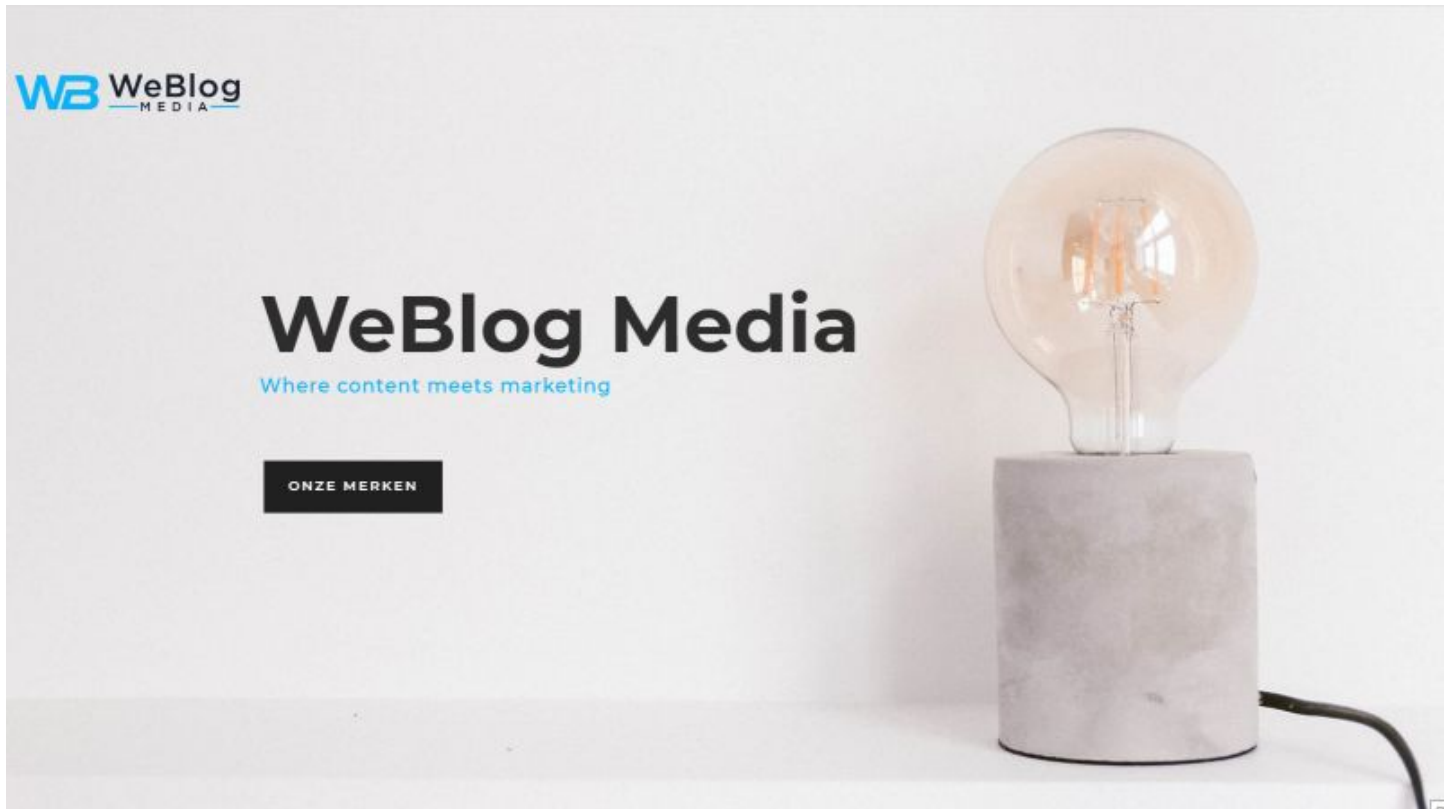 WB WeBlog
MEDIA
WeBlog Media
Where content meets marketing
ONZE MERKEN